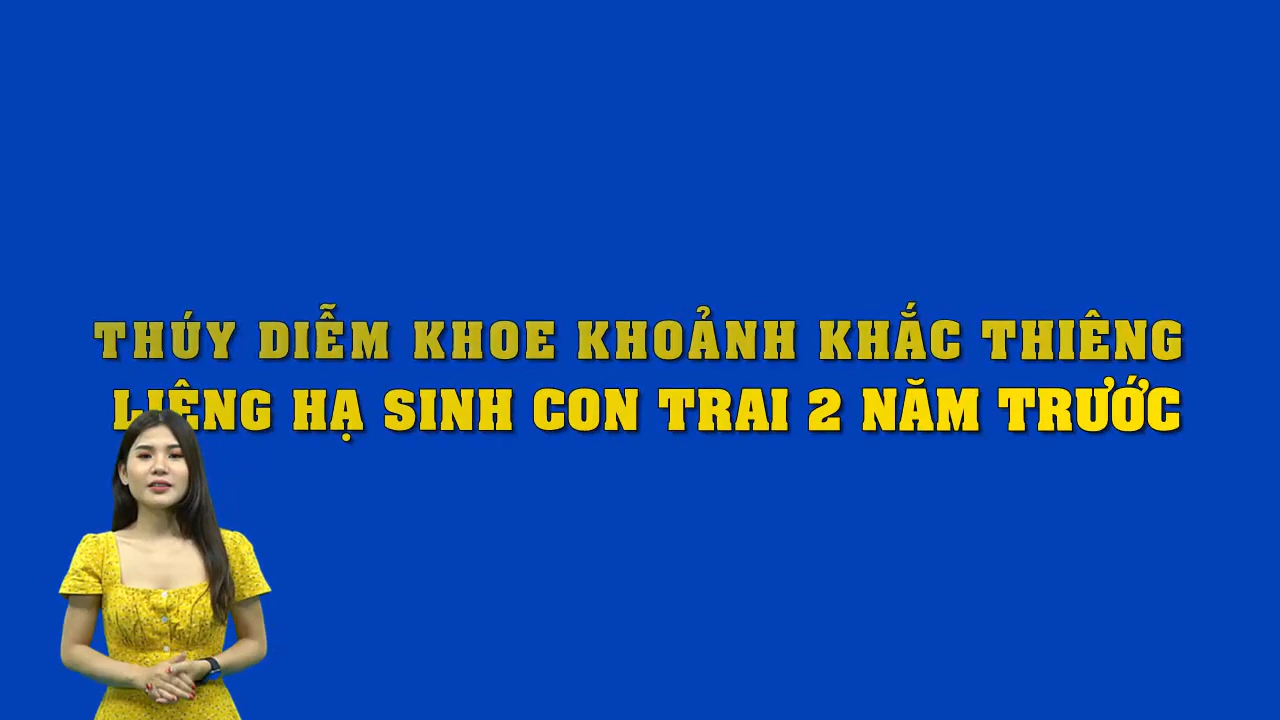 THÚY DIỄM KHOE KHOẢNH KHẮC THIÊNG
LIÊNG HẠ SINH CON TRAI 2 NĂM TRƯỚC